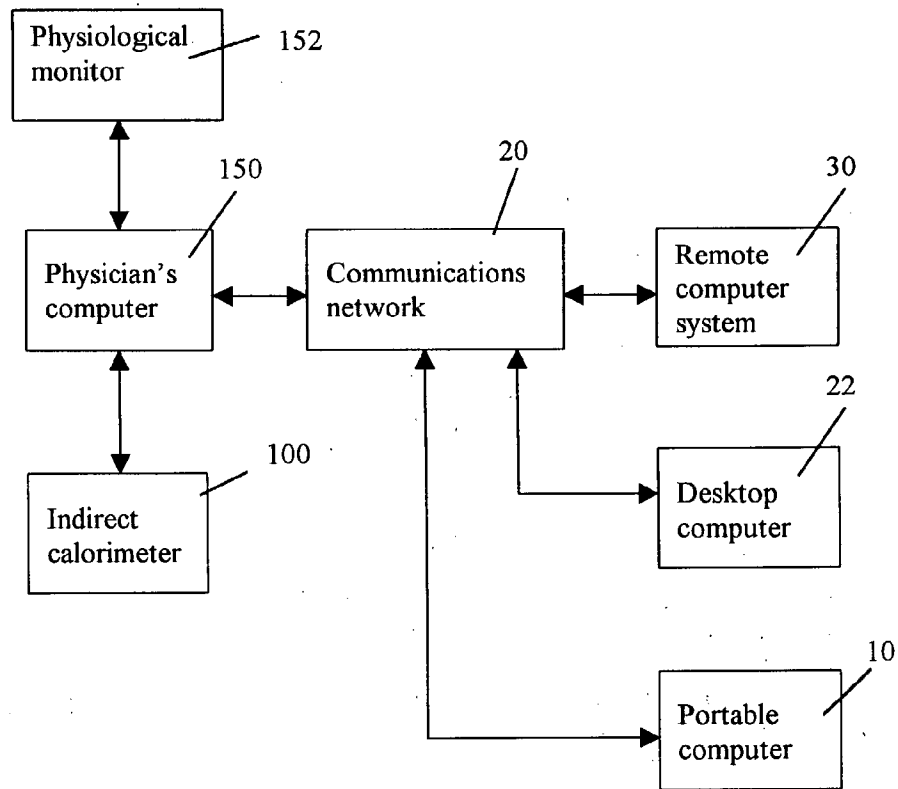 Physiological
monitor
152
150
20
30
Physician's
computer
Communications
network
Remote
computer
system
22
100
Desktop
computer
Indirect
calorimeter
10
Portable
computer